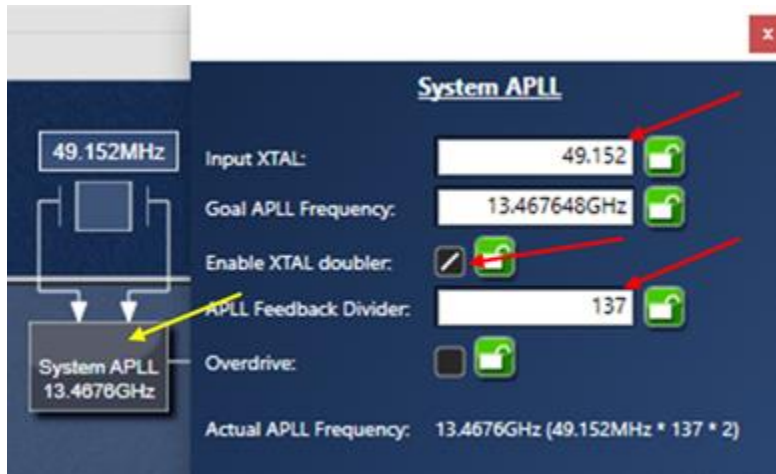 x
System APLL
49.152MHz
Input XTAL: 49.152
Goal APLL Frequency: 13.467648GHz
Enable XTAL doubler:
APLL Feedback Divider: 137
System APLL
13.4676GHz
Overdrive:
Actual APLL Frequency: 13.4676GHz (49.152MHz * 137 * 2)